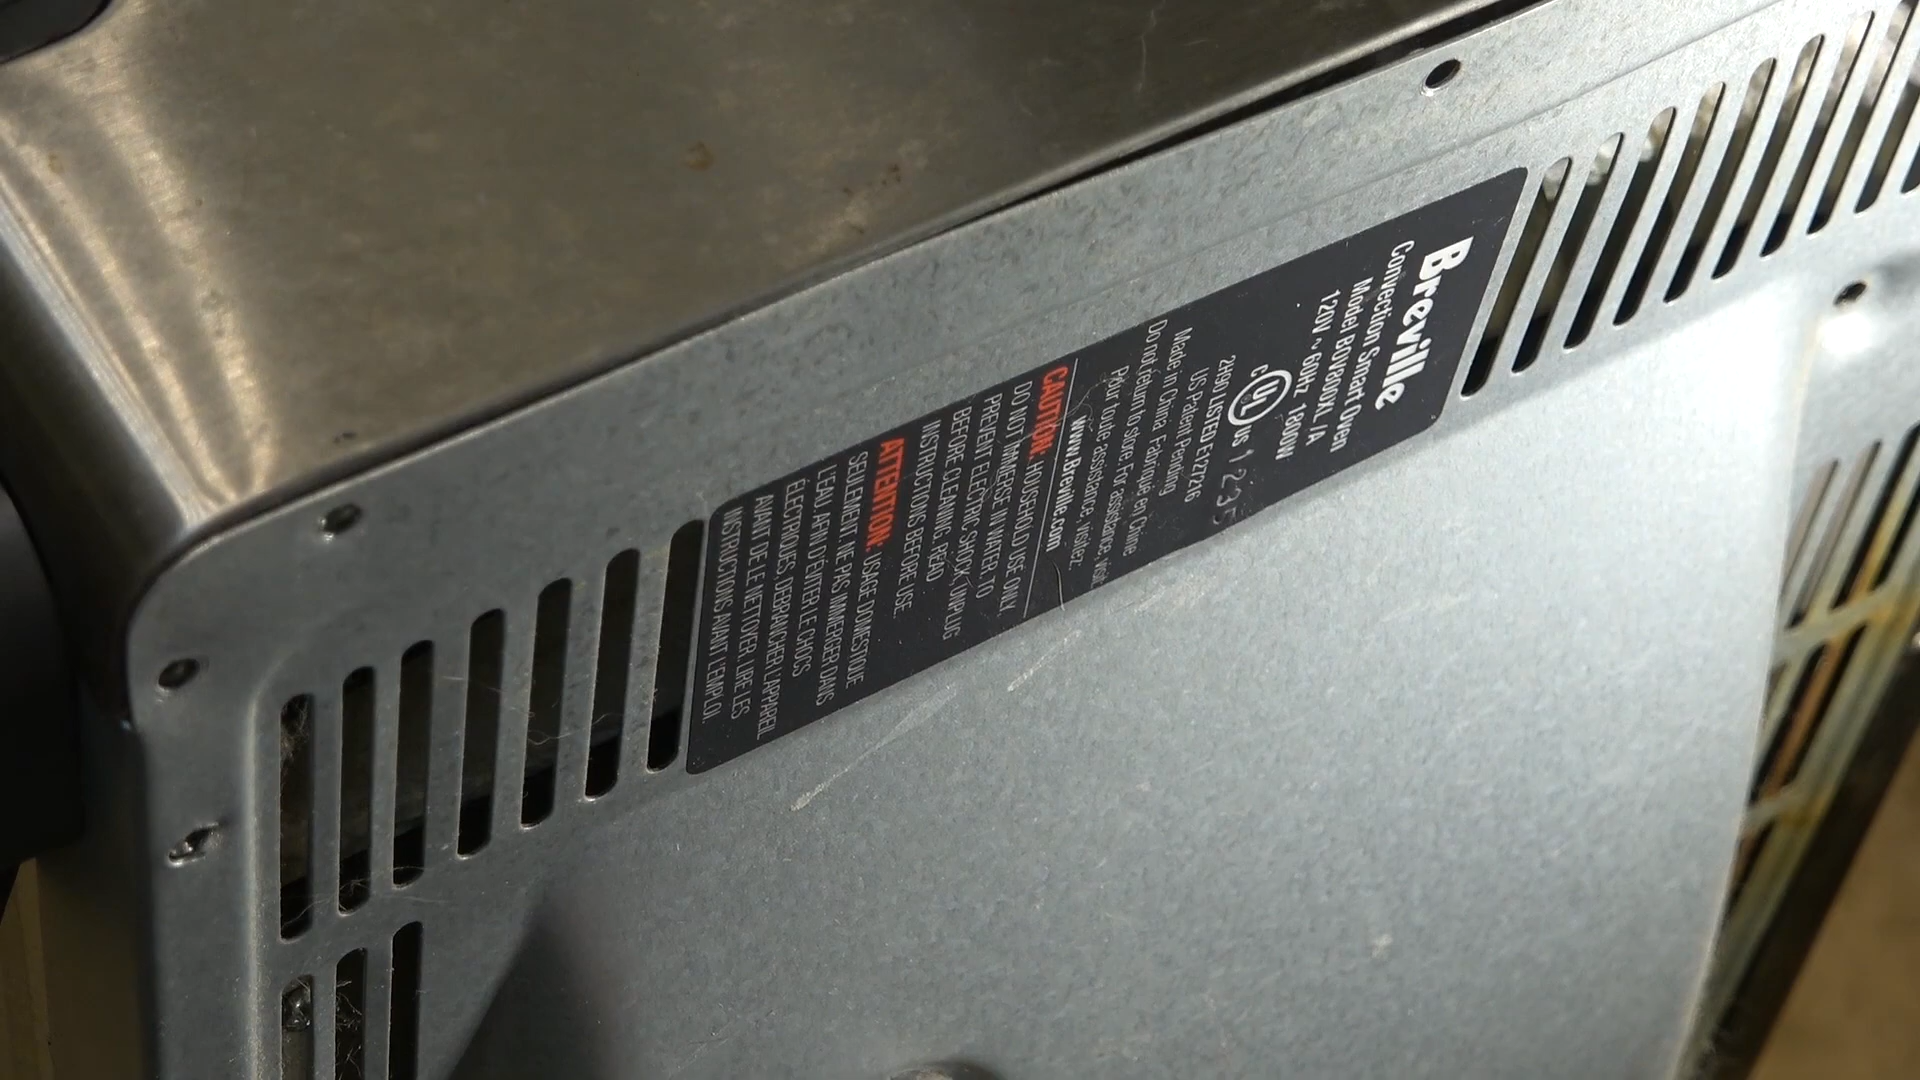 Breville
Convection Smart Oven
Model BOV800XL /A
120V ~ 60Hz 1800W
c UL us 1235
2H90 LISTED E127216
US Patent Pending
Made in China Fabriqué en Chine
Do not return to store. For assistance, visit:
Pour toute assistance, visitez:
www.Breville.com
CAUTION: HOUSEHOLD USE ONLY.
DO NOT IMMERSE IN WATER. TO
PREVENT ELECTRIC SHOCK, UNPLUG
BEFORE CLEANING. READ
INSTRUCTIONS BEFORE USE.
ATTENTION: USAGE DOMESTIQUE
SEULEMENT. NE PAS IMMERGER DANS
L'EAU. AFIN D'EVITER LE CHOCS
ÉLECTRIQUES, DEBRANCHER L'APPAREIL
AVANT DE LE NETTOYER. LIRE LES
INSTRUCTIONS AVANT L'EMPLOI.